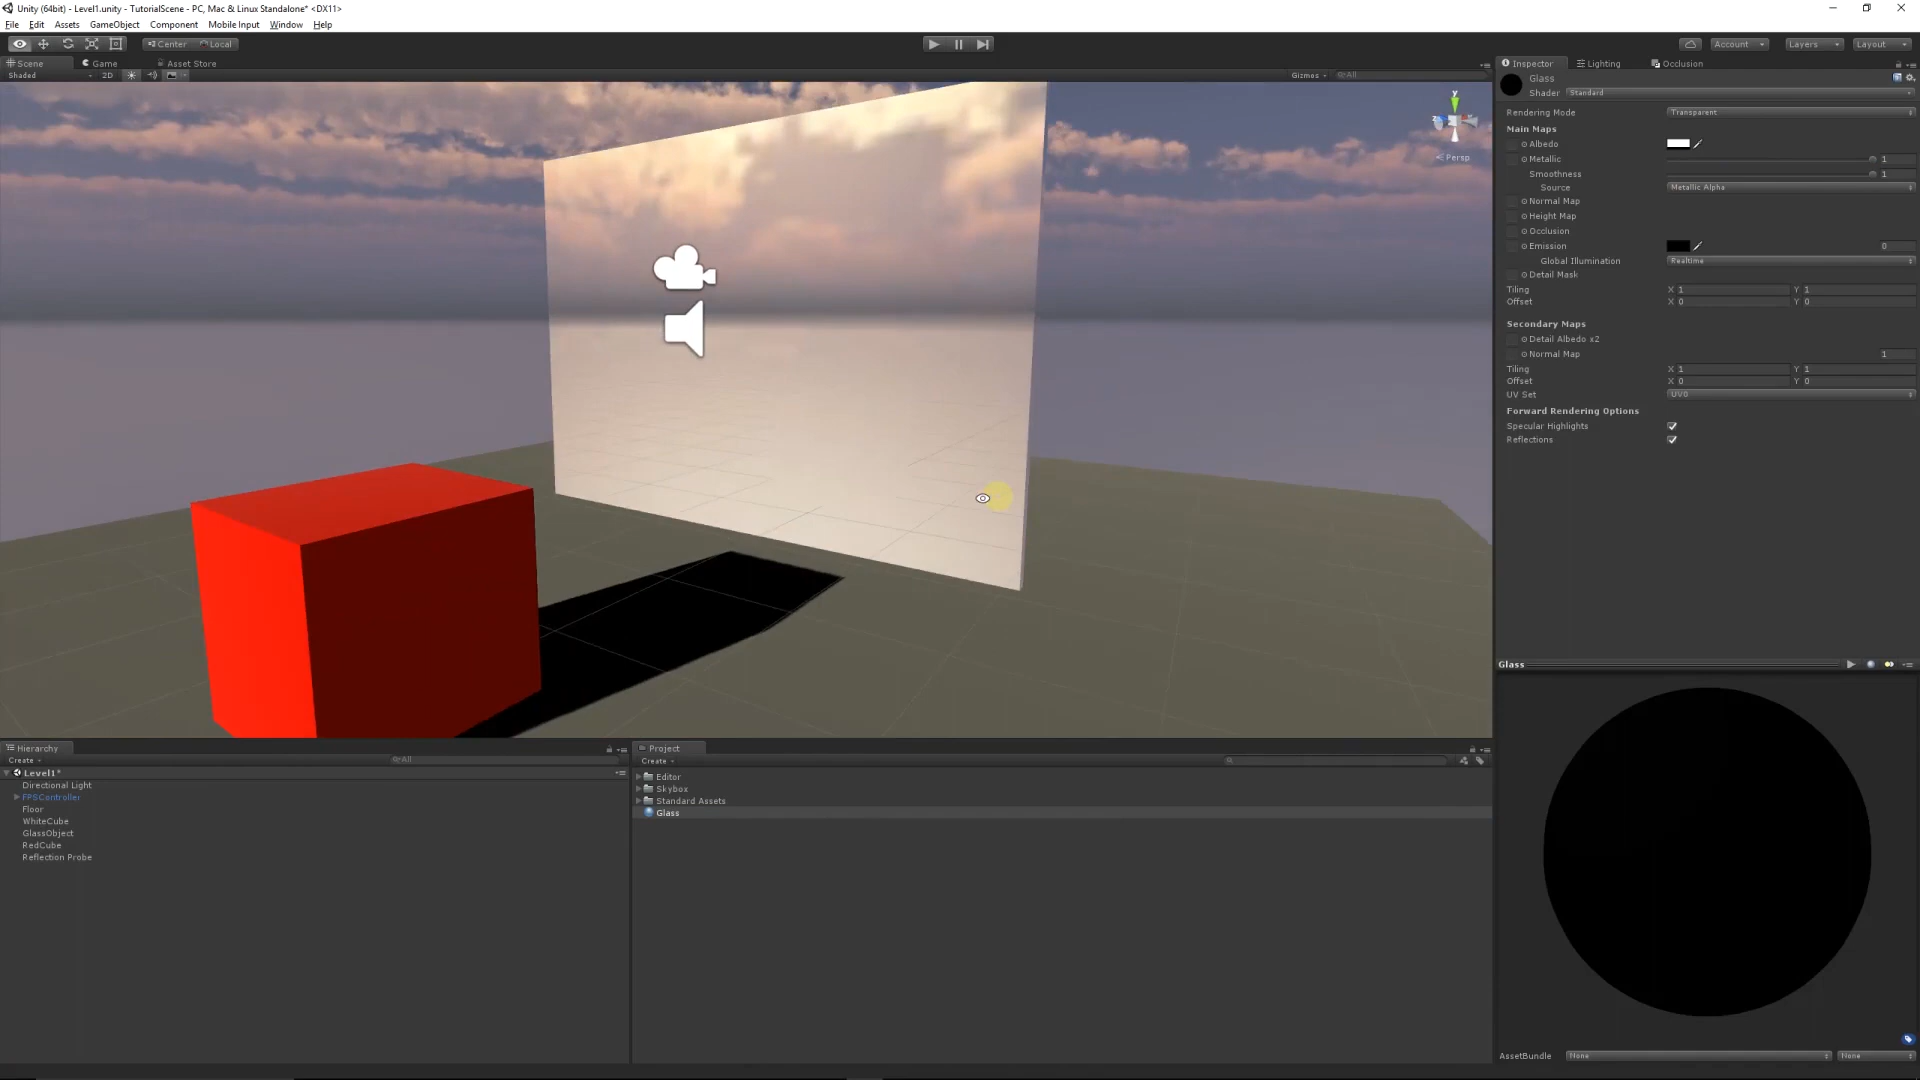 Unity (64bit) - Level1.unity - TutorialScene - PC, Mac & Linux Standalone* <DX11>
File Edit Assets GameObject Component Mobile Input Window Help
Center Local
Account Layers Layout
Scene Game Asset Store
Shaded 2D Gizmos All
y
Persp
Inspector Lighting Occlusion
Glass
Shader Standard
Rendering Mode Transparent
Main Maps
Albedo
Metallic 1
Smoothness 1
Source Metallic Alpha
Normal Map
Height Map
Occlusion
Emission 0
Global Illumination Realtime
Detail Mask
Tiling X 1 Y 1
Offset X 0 Y 0
Secondary Maps
Detail Albedo x2
Normal Map 1
Tiling X 1 Y 1
Offset X 0 Y 0
UV Set UV0
Forward Rendering Options
Specular Highlights
Reflections
Glass
AssetBundle None None
Hierarchy
Create All
Level1*
Directional Light
FPSController
Floor
WhiteCube
GlassObject
RedCube
Reflection Probe
Project
Create
Editor
Skybox
Standard Assets
Glass